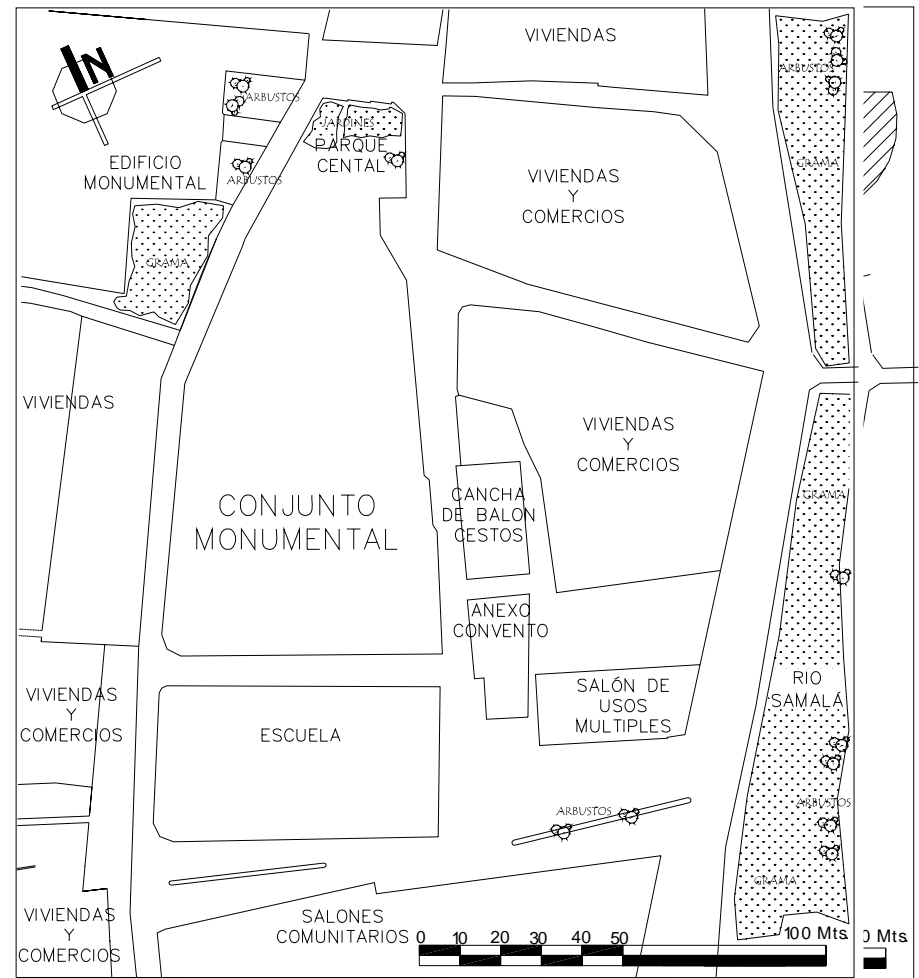 VIVIENDAS
N
ARBUSTOS
ARBUSTOS
JARDINES
PARQUE
CENTAL
EDIFICIO
MONUMENTAL
ARBUSTOS
GRAMA
VIVIENDAS
Y
COMERCIOS
GRAMA
VIVIENDAS
VIVIENDAS
Y
COMERCIOS
CONJUNTO
MONUMENTAL
CANCHA
DE BALON
CESTOS
GRAMA
ANEXO
CONVENTO
VIVIENDAS
Y
COMERCIOS
ESCUELA
SALÓN DE
USOS
MULTIPLES
RIO
SAMALÁ
ARBUSTOS
ARBUSTOS
GRAMA
VIVIENDAS
Y
COMERCIOS
SALONES
COMUNITARIOS
0 10 20 30 40 50 100 Mts.
0 Mts.